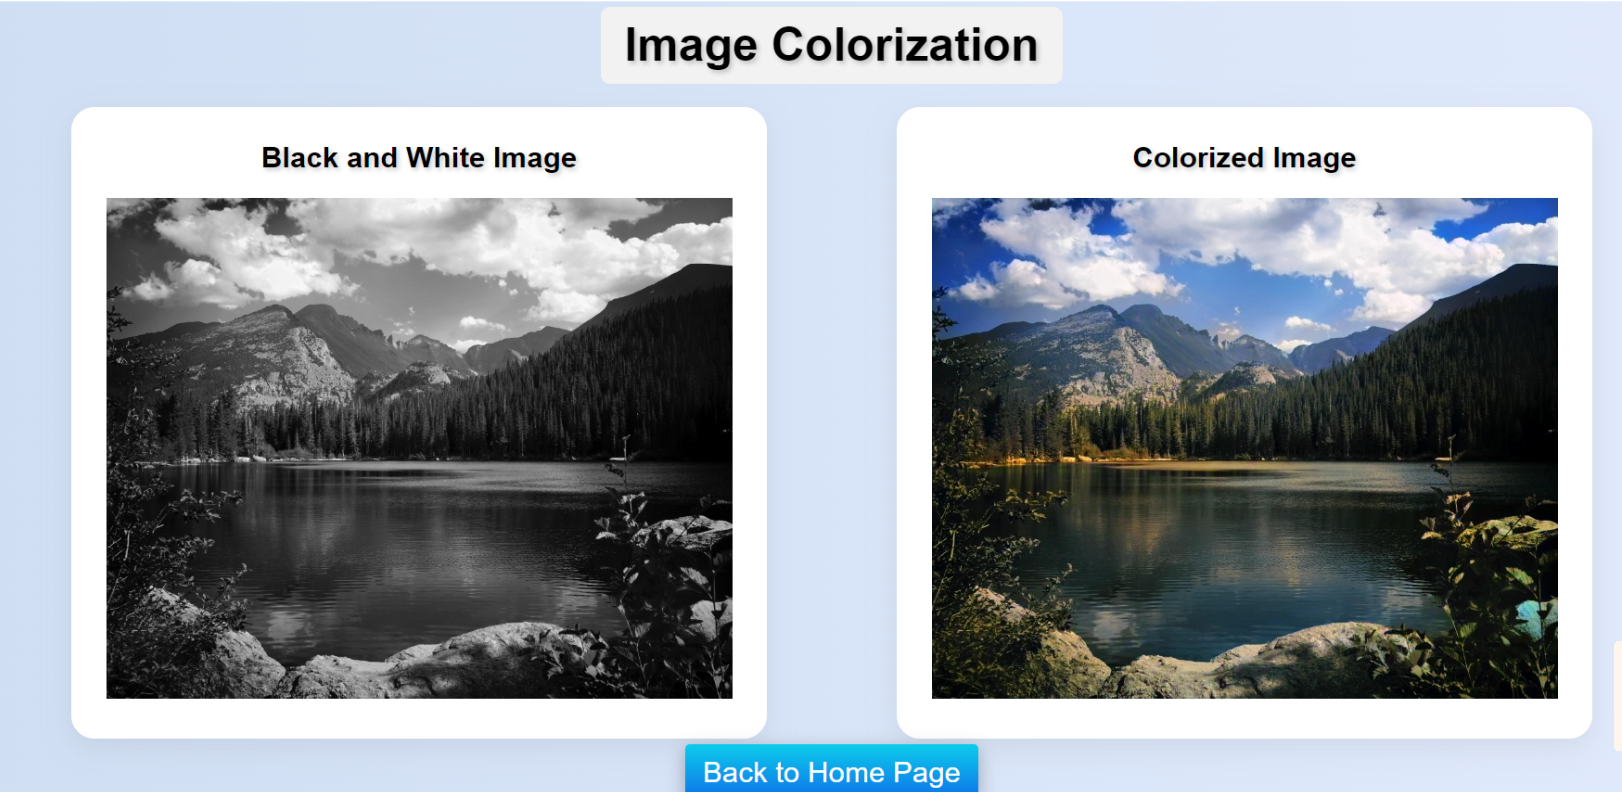 Image Colorization
Black and White Image
Colorized Image
Back to Home Page